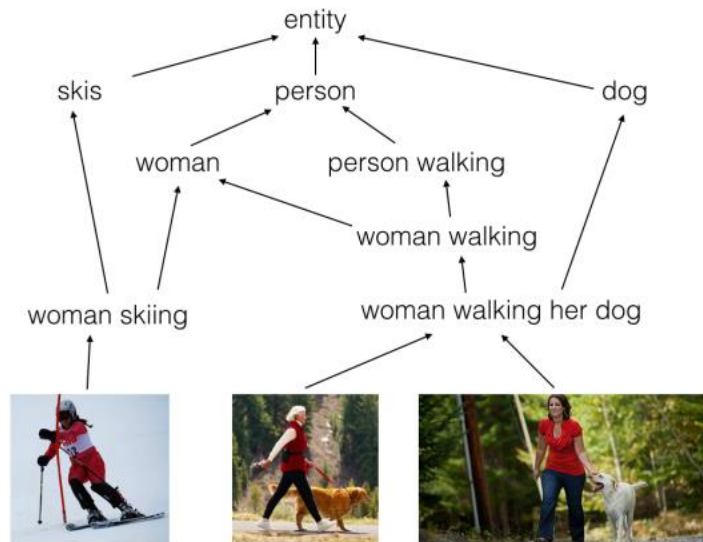 entity
skis
person
dog
woman
person walking
woman walking
woman skiing
woman walking her dog